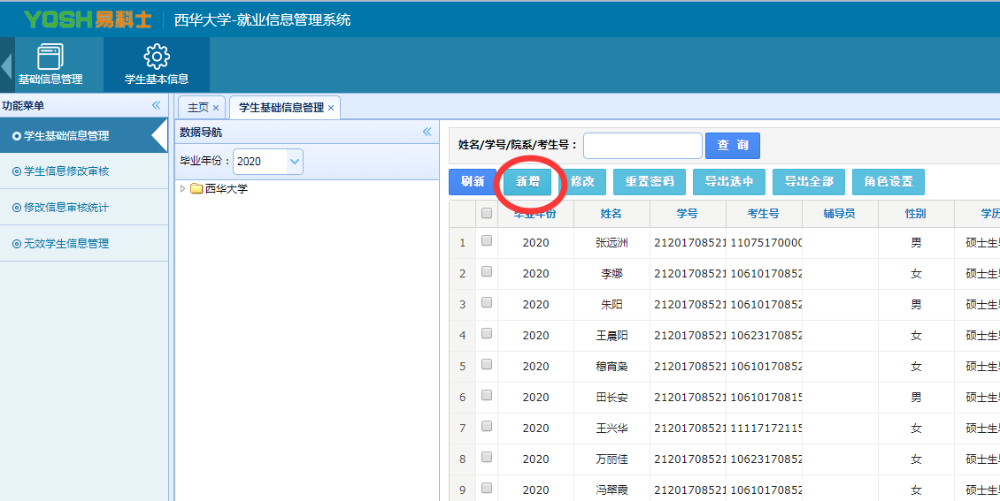 YOSH易科士 西华大学-就业信息管理系统
基础信息管理 学生基本信息
功能菜单
学生基础信息管理
学生信息修改审核
修改信息审核统计
无效学生信息管理
主页 × 学生基础信息管理 ×
数据导航
毕业年份： 2020
西华大学
姓名/学号/院系/考生号： 查 询
刷新 新增 修改 重置密码 导出选中 导出全部 角色设置
毕业年份 姓名 学号 考生号 辅导员 性别 学历
1 2020 张远洲 21201708521 11075170000 男 硕士生
2 2020 李娜 21201708521 10610170852 女 硕士生
3 2020 朱阳 21201708521 10610170852 男 硕士生
4 2020 王晨阳 21201708521 10623170852 女 硕士生
5 2020 穆宵枭 21201708521 10610170852 女 硕士生
6 2020 田长安 21201708521 10610170815 男 硕士生
7 2020 王兴华 21201708521 11117172115 女 硕士生
8 2020 万丽佳 21201708521 10623170852 女 硕士生
9 2020 冯翠霞 21201708521 10610170852 女 硕士生